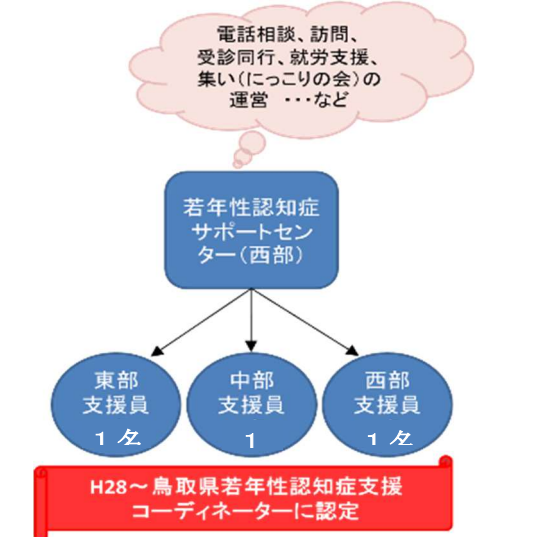 電話相談、訪問、
受診同行、就労支援、
集い（にっこりの会）の
運営　・・・など
若年性認知症
サポートセン
ター（西部）
東部
支援員
１名
中部
支援員
１
西部
支援員
１名
H28～鳥取県若年性認知症支援
コーディネーターに認定